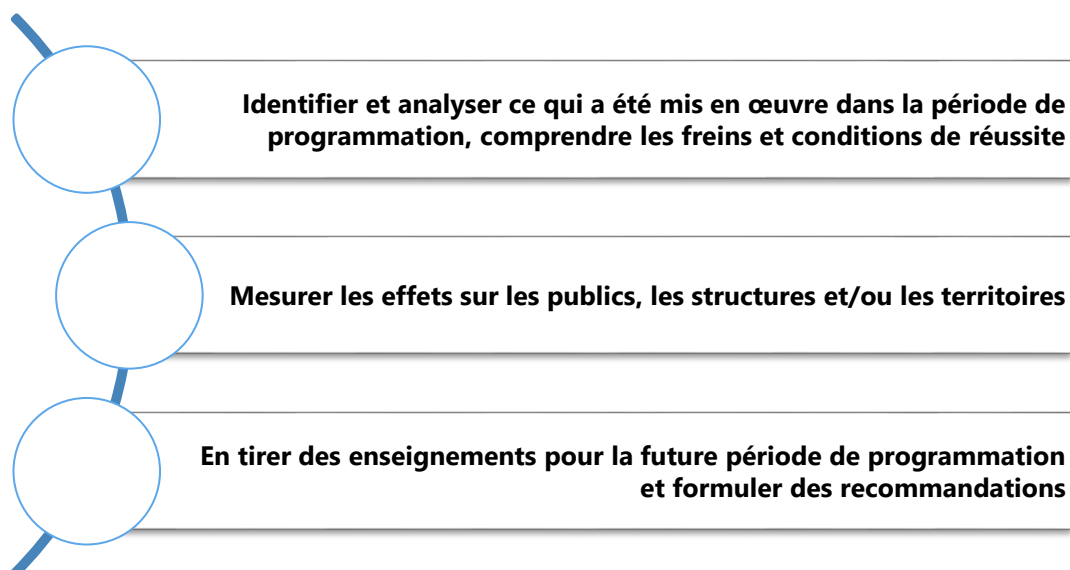 Identifier et analyser ce qui a été mis en œuvre dans la période de
programmation, comprendre les freins et conditions de réussite
Mesurer les effets sur les publics, les structures et/ou les territoires
En tirer des enseignements pour la future période de programmation
et formuler des recommandations